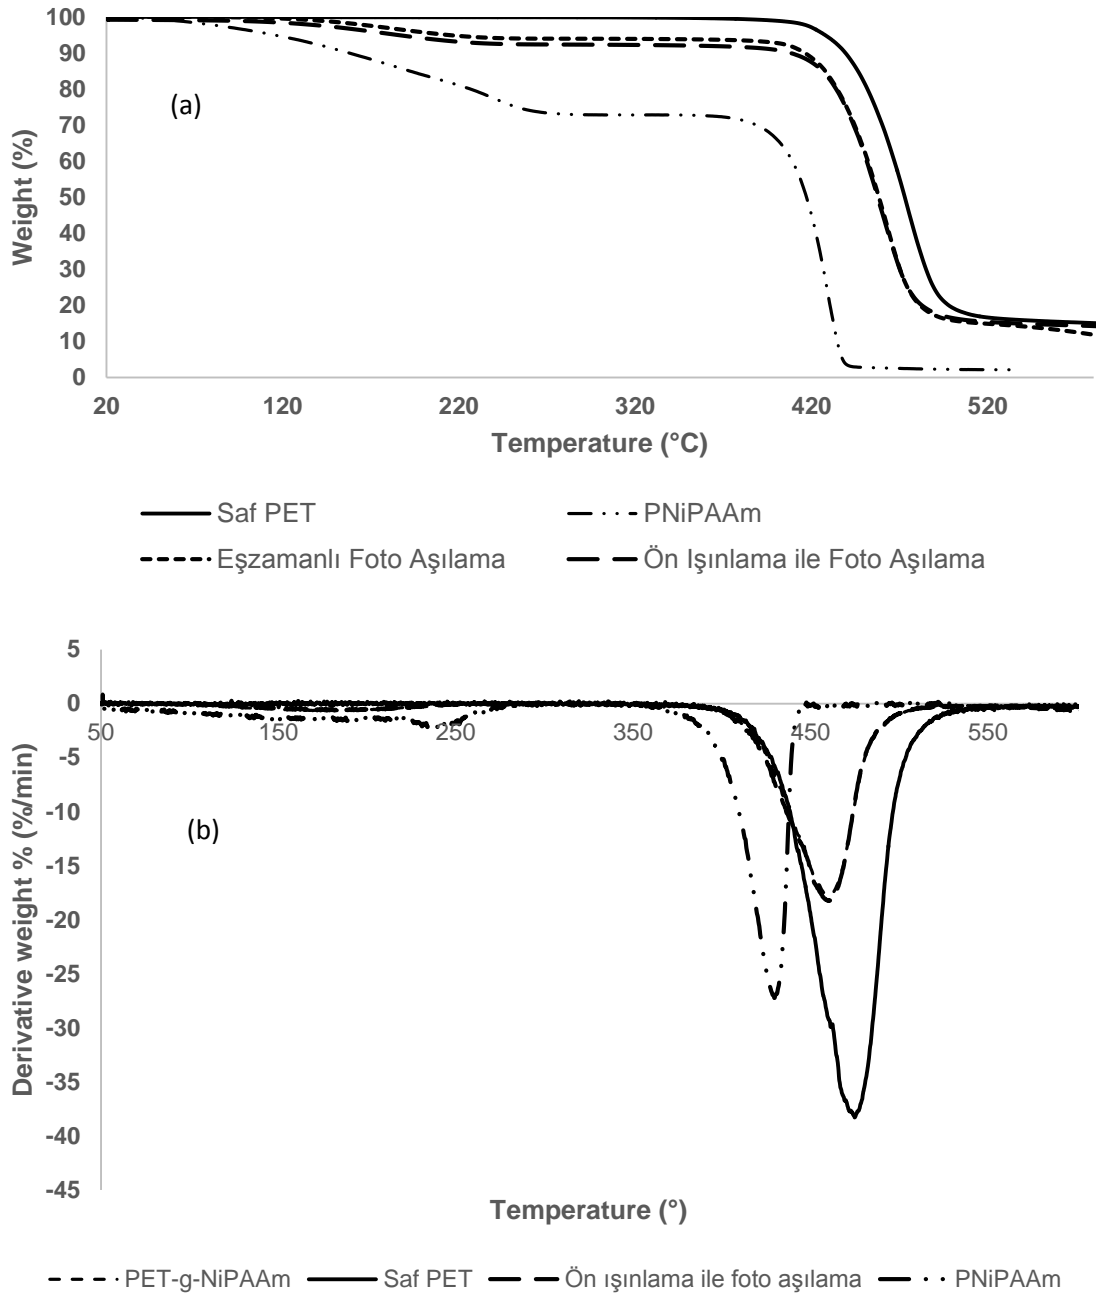 100
90
80
70
60
50
40
30
20
10
0
Weight (%)
(a)
20 120 220 320 420 520
Temperature (°C)
Saf PET PNiPAAm
Eşzamanlı Foto Aşılama Ön Işınlama ile Foto Aşılama
5
0
-5
-10
-15
-20
-25
-30
-35
-40
-45
Derivative weight % (%/min)
50 150 250 350 450 550
(b)
Temperature (°)
PET-g-NiPAAm Saf PET Ön ışınlama ile foto aşılama PNiPAAm